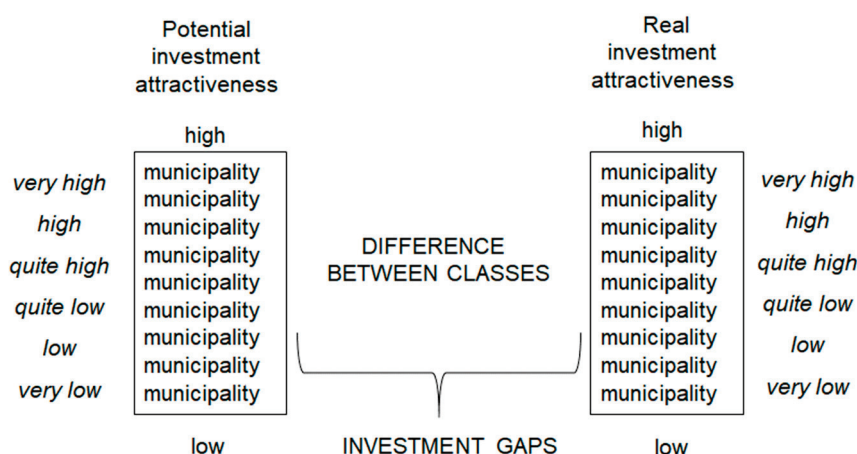 Potential
investment
attractiveness
high
very high
high
quite high
quite low
low
very low
municipality
municipality
municipality
municipality
municipality
municipality
municipality
municipality
municipality
low
DIFFERENCE
BETWEEN CLASSES
INVESTMENT GAPS
Real
investment
attractiveness
high
municipality
municipality
municipality
municipality
municipality
municipality
municipality
municipality
municipality
very high
high
quite high
quite low
low
very low
low